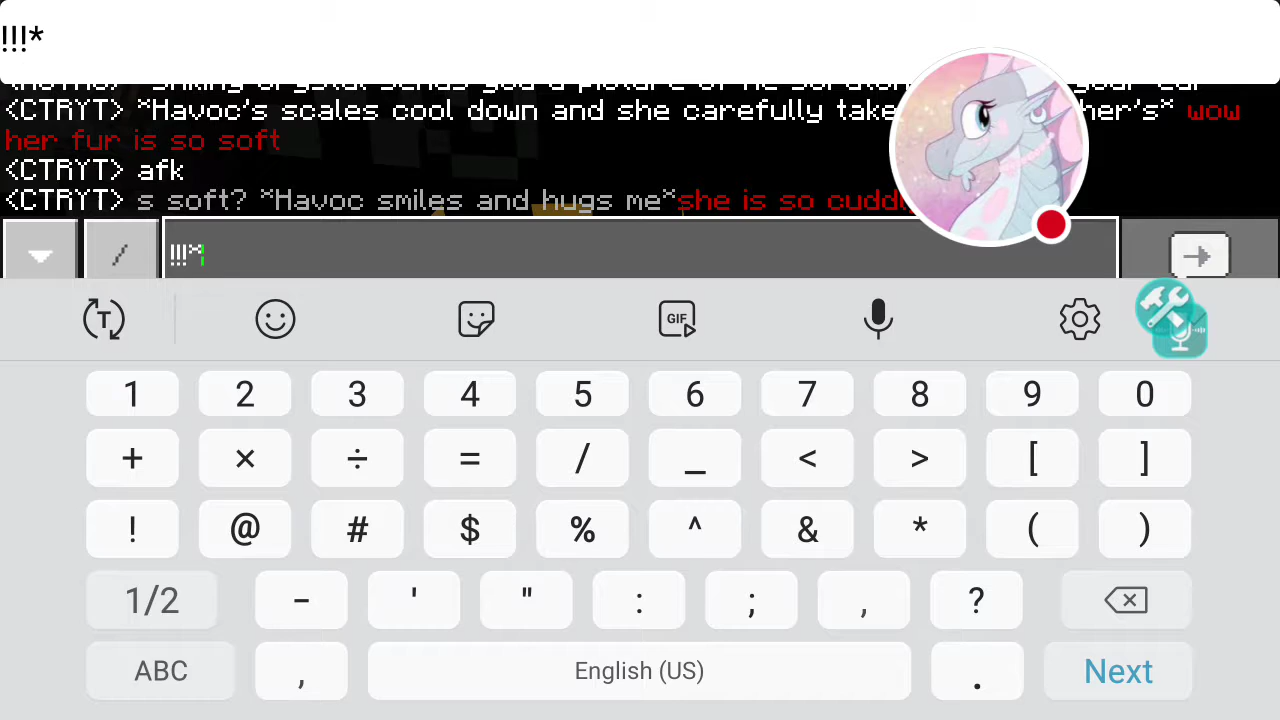 !!!*
<CTRYT> *Havoc's scales cool down and she carefully take her's* wow
her fur is so soft
<CTRYT> afk
<CTRYT> s soft? *Havoc smiles and hugs me*she is so
/ !!!*
T GIF
1 2 3 4 5 6 7 8 9 0
+ × ÷ = / _ < > [ ]
! @ # $ % ^ & * ( )
1/2 - ' " : ; , ?
ABC , English (US) . Next